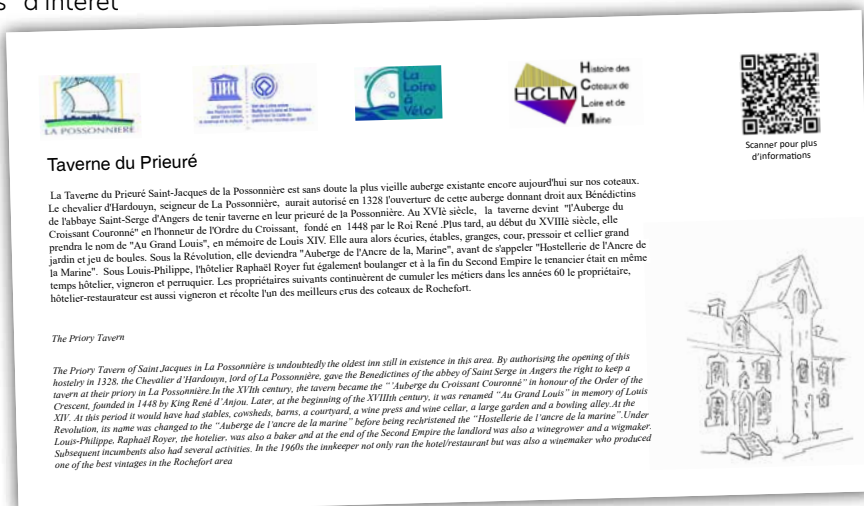 d'intérêt
LA POSSONNIERE
La
Loire
à
Vélo
HCLM
Histoire des
Coteaux de
Loire et de
Maine
Scanner pour plus
d'informations
Taverne du Prieuré
La Taverne du Prieuré Saint-Jacques de la Possonnière est sans doute la plus vieille auberge existante encore aujourd'hui sur nos coteaux.
Le chevalier d'Hardouyn, seigneur de La Possonnière, aurait autorisé en 1328 l'ouverture de cette auberge donnant droit aux Bénédictins
de l'abbaye Saint-Serge d'Angers de tenir taverne en leur prieuré de la Possonnière. Au XVIè siècle, la taverne devint "l'Auberge du
Croissant Couronné" en l'honneur de l'Ordre du Croissant, fondé en 1448 par le Roi René .Plus tard, au début du XVIIIè siècle, elle
prendra le nom de "Au Grand Louis", en mémoire de Louis XIV. Elle aura alors écuries, étables, granges, cour, pressoir et cellier grand
jardin et jeu de boules. Sous la Révolution, elle deviendra "Auberge de l'Ancre de la, Marine", avant de s'appeler "Hostellerie de l'Ancre de
la Marine". Sous Louis-Philippe, l'hôtelier Raphaël Royer fut également boulanger et à la fin du Second Empire le tenancier était en même
temps hôtelier, vigneron et perruquier. Les propriétaires suivants continuèrent de cumuler les métiers dans les années 60 le propriétaire,
hôtelier-restaurateur est aussi vigneron et récolte l'un des meilleurs crus des coteaux de Rochefort.
The Priory Tavern
The Priory Tavern of Saint Jacques in La Possonnière is undoubtedly the oldest inn still in existence in this area. By authorising the opening of this
hostelry in 1328, the Chevalier d'Hardouyn, lord of La Possonnière, gave the Benedictines of the abbey of Saint Serge in Angers the right to keep a
tavern at their priory in La Possonnière.In the XVIth century, the tavern became the "'Auberge du Croissant Couronné" in honour of the Order of the
Crescent, founded in 1448 by King René d'Anjou. Later, at the beginning of the XVIIIth century, it was renamed "Au Grand Louis" in memory of Louis
XIV. At this period it would have had stables, cowsheds, barns, a courtyard, a wine press and wine cellar, a large garden and a bowling alley.At the
Revolution, its name was changed to the "Auberge de l'ancre de la marine" before being rechristened the "Hostellerie de l'ancre de la marine".Under
Louis-Philippe, Raphaël Royer, the hotelier, was also a baker and at the end of the Second Empire the landlord was also a winegrower and a wigmaker.
Subsequent incumbents also had several activities. In the 1960s the innkeeper not only ran the hotel/restaurant but was also a winemaker who produced
one of the best vintages in the Rochefort area